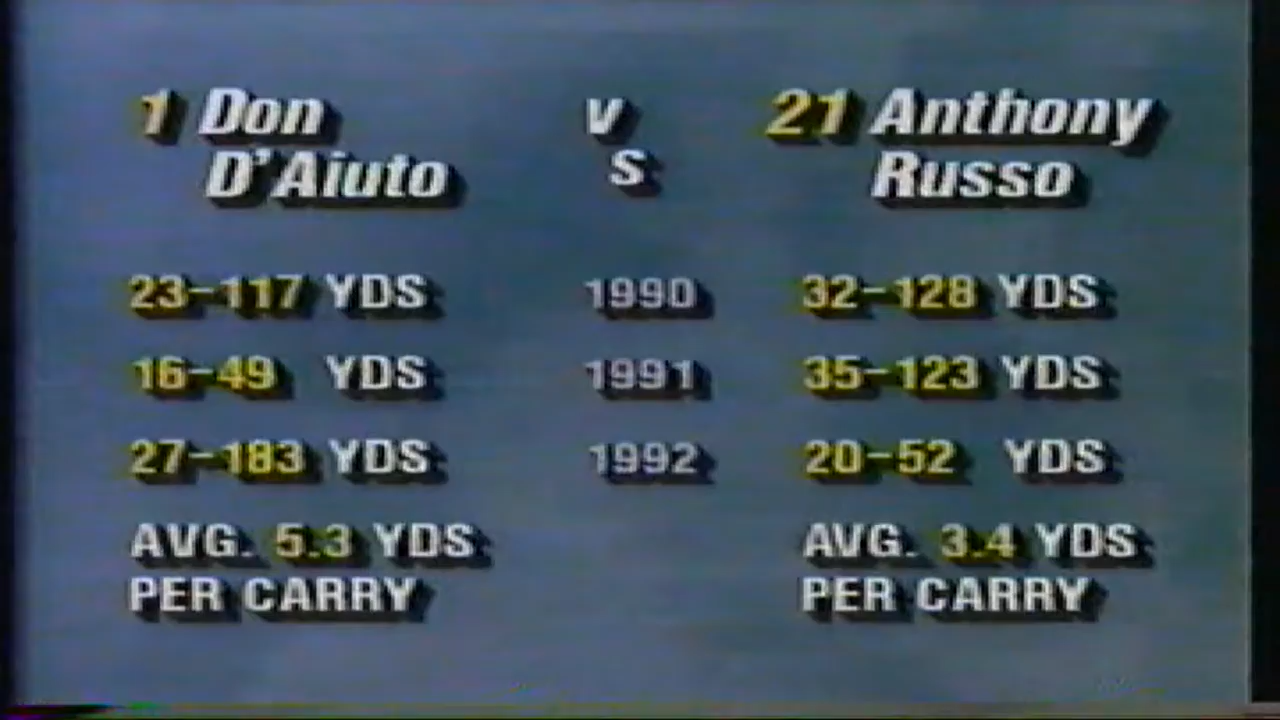 1 Don D'Aiuto
v s
21 Anthony Russo
23-117 YDS 1990 32-128 YDS
16-49 YDS 1991 35-123 YDS
27-183 YDS 1992 20-52 YDS
AVG. 5.3 YDS PER CARRY
AVG. 3.4 YDS PER CARRY